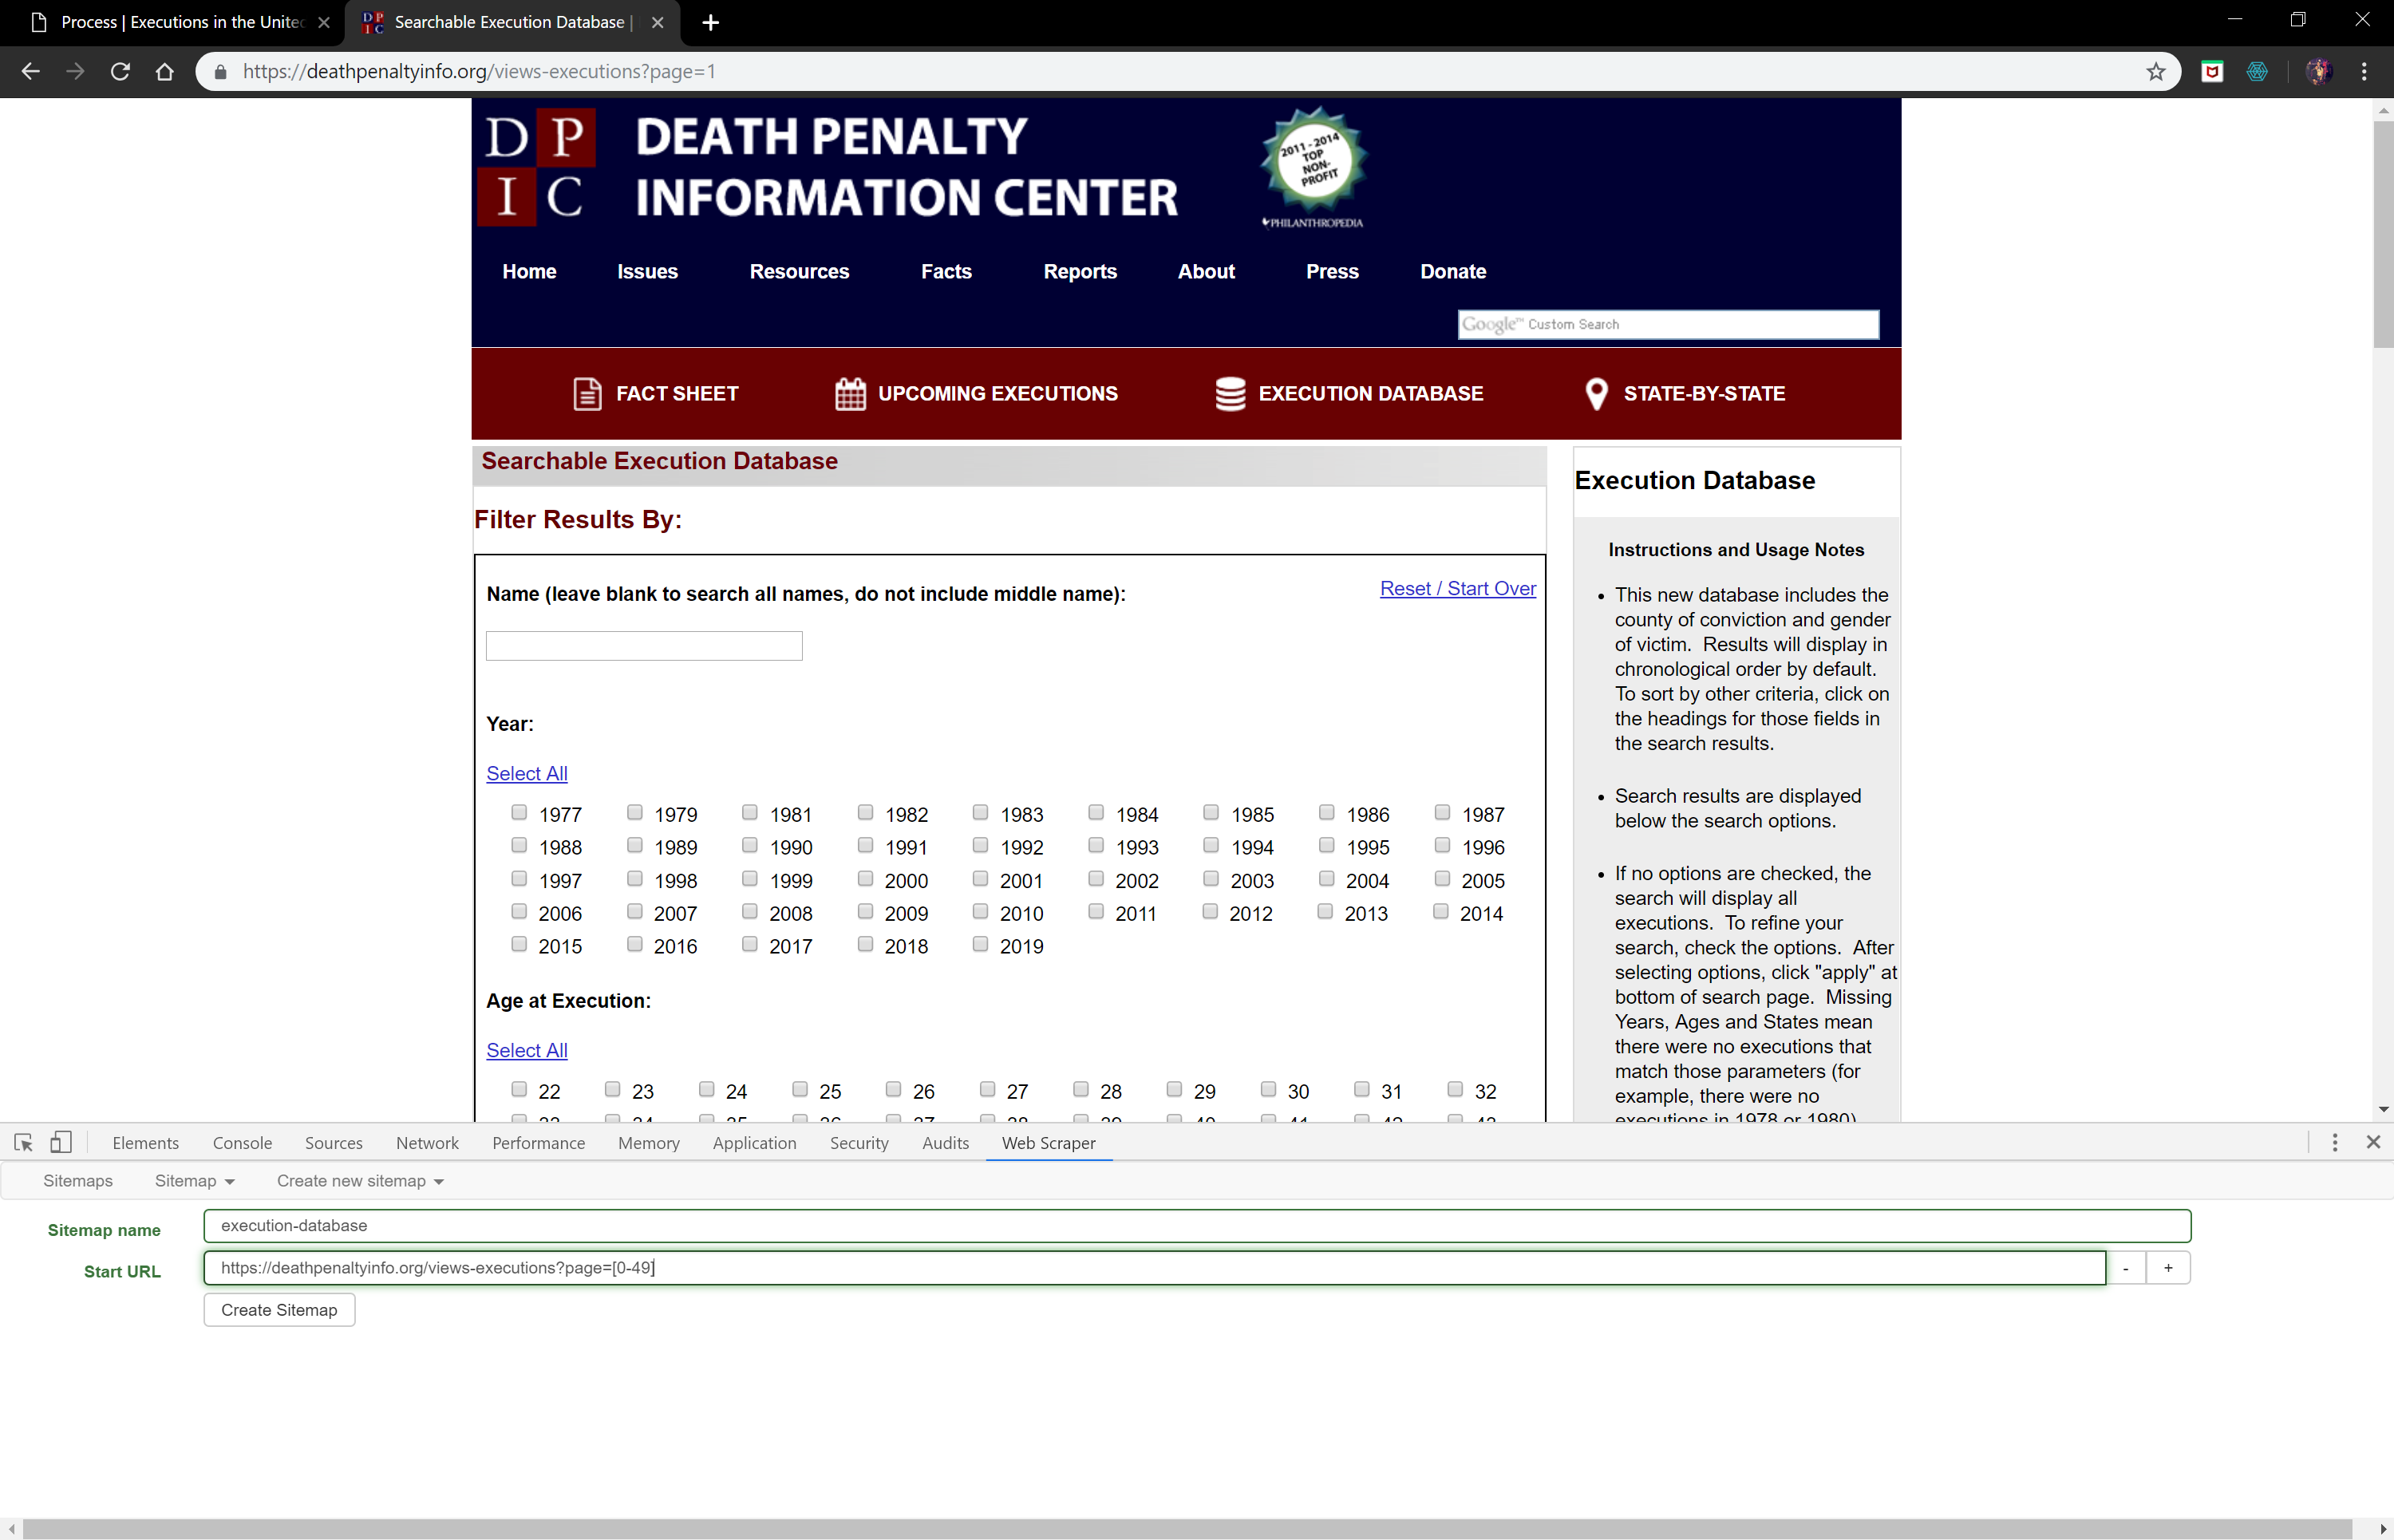 Process | Executions in the Unite
Searchable Execution Database |
https://deathpenaltyinfo.org/views-executions?page=1
D P
I C
DEATH PENALTY
INFORMATION CENTER
2011 - 2014
TOP
NON-
PROFIT
PHILANTHROPEDIA
Home Issues Resources Facts Reports About Press Donate
Google™ Custom Search
FACT SHEET UPCOMING EXECUTIONS EXECUTION DATABASE STATE-BY-STATE
Searchable Execution Database
Filter Results By:
Name (leave blank to search all names, do not include middle name):
Reset / Start Over
Year:
Select All
1977 1979 1981 1982 1983 1984 1985 1986 1987
1988 1989 1990 1991 1992 1993 1994 1995 1996
1997 1998 1999 2000 2001 2002 2003 2004 2005
2006 2007 2008 2009 2010 2011 2012 2013 2014
2015 2016 2017 2018 2019
Age at Execution:
Select All
22 23 24 25 26 27 28 29 30 31 32
Execution Database
Instructions and Usage Notes
• This new database includes the
county of conviction and gender
of victim. Results will display in
chronological order by default.
To sort by other criteria, click on
the headings for those fields in
the search results.
• Search results are displayed
below the search options.
• If no options are checked, the
search will display all
executions. To refine your
search, check the options. After
selecting options, click "apply" at
bottom of search page. Missing
Years, Ages and States mean
there were no executions that
match those parameters (for
example, there were no
executions in 1978 or 1980)
Elements Console Sources Network Performance Memory Application Security Audits Web Scraper
Sitemaps Sitemap Create new sitemap
Sitemap name execution-database
Start URL https://deathpenaltyinfo.org/views-executions?page=[0-49] - +
Create Sitemap